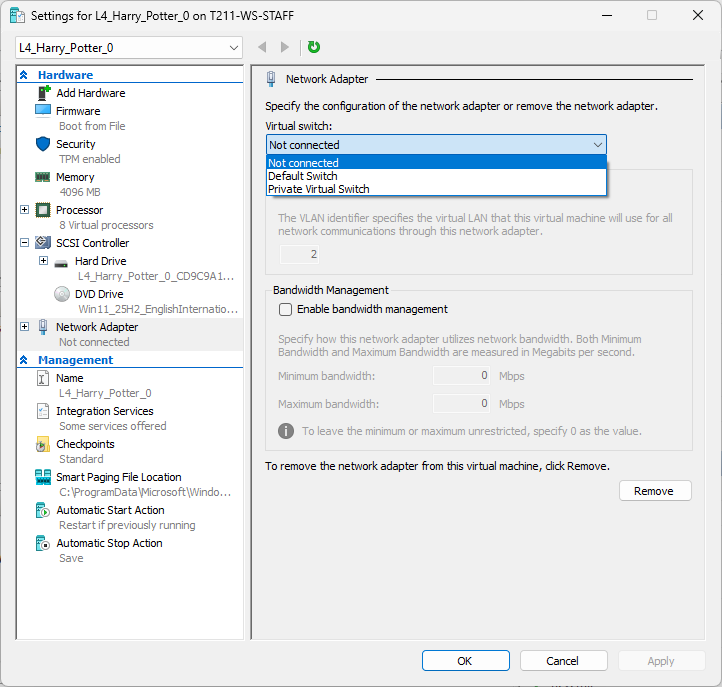 Settings for L4_Harry_Potter_0 on T211-WS-STAFF
L4_Harry_Potter_0
Hardware
Add Hardware
Firmware
Boot from File
Security
TPM enabled
Memory
4096 MB
Processor
8 Virtual processors
SCSI Controller
Hard Drive
L4_Harry_Potter_0_CD9C9A1...
DVD Drive
Win11_25H2_EnglishInternatio...
Network Adapter
Not connected
Management
Name
L4_Harry_Potter_0
Integration Services
Some services offered
Checkpoints
Standard
Smart Paging File Location
C:\ProgramData\Microsoft\Windo...
Automatic Start Action
Restart if previously running
Automatic Stop Action
Save
Network Adapter
Specify the configuration of the network adapter or remove the network adapter.
Virtual switch:
Not connected
Not connected
Default Switch
Private Virtual Switch
The VLAN identifier specifies the virtual LAN that this virtual machine will use for all
network communications through this network adapter.
2
Bandwidth Management
Enable bandwidth management
Specify how this network adapter utilizes network bandwidth. Both Minimum
Bandwidth and Maximum Bandwidth are measured in Megabits per second.
Minimum bandwidth: 0 Mbps
Maximum bandwidth: 0 Mbps
To leave the minimum or maximum unrestricted, specify 0 as the value.
To remove the network adapter from this virtual machine, click Remove.
Remove
OK Cancel Apply